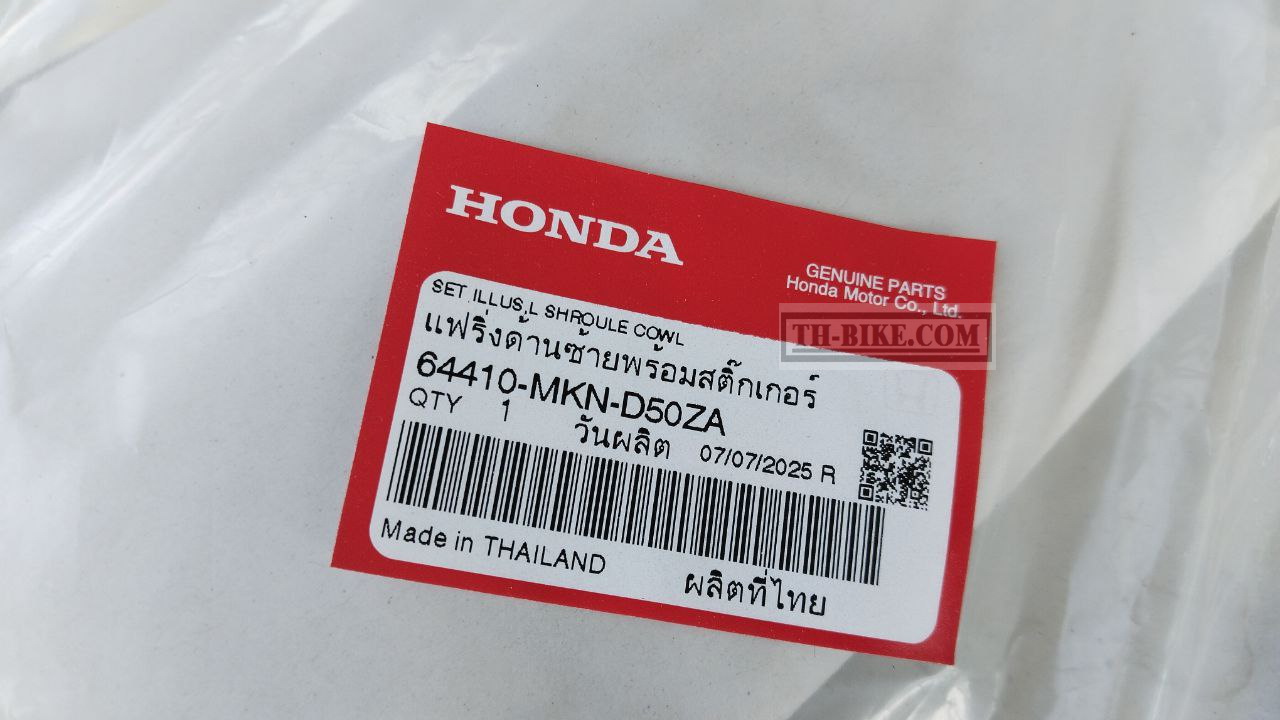 HONDA
GENUINE PARTS
Honda Motor Co., Ltd.
TH-BIKE.COM
SET ILLUS,L SHROULE COWL
แฟริ่งด้านซ้ายพร้อมสติ๊กเกอร์
64410-MKN-D50ZA
QTY 1 วันผลิต 07/07/2025 R
Made in THAILAND ผลิตที่ไทย